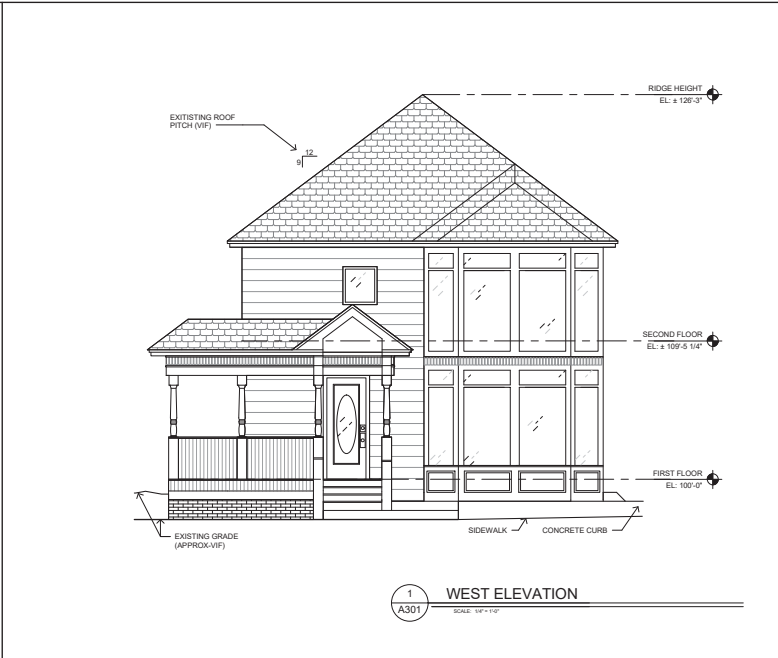 RIDGE HEIGHT
EL: ± 126'-3"
EXITISTING ROOF
PITCH (VIF)
12
9
SECOND FLOOR
EL: ± 109'-5 1/4"
FIRST FLOOR
EL: 100'-0"
SIDEWALK
CONCRETE CURB
EXISTING GRADE
(APPROX-VIF)
1
A301
WEST ELEVATION
SCALE: 1/4" = 1'-0"